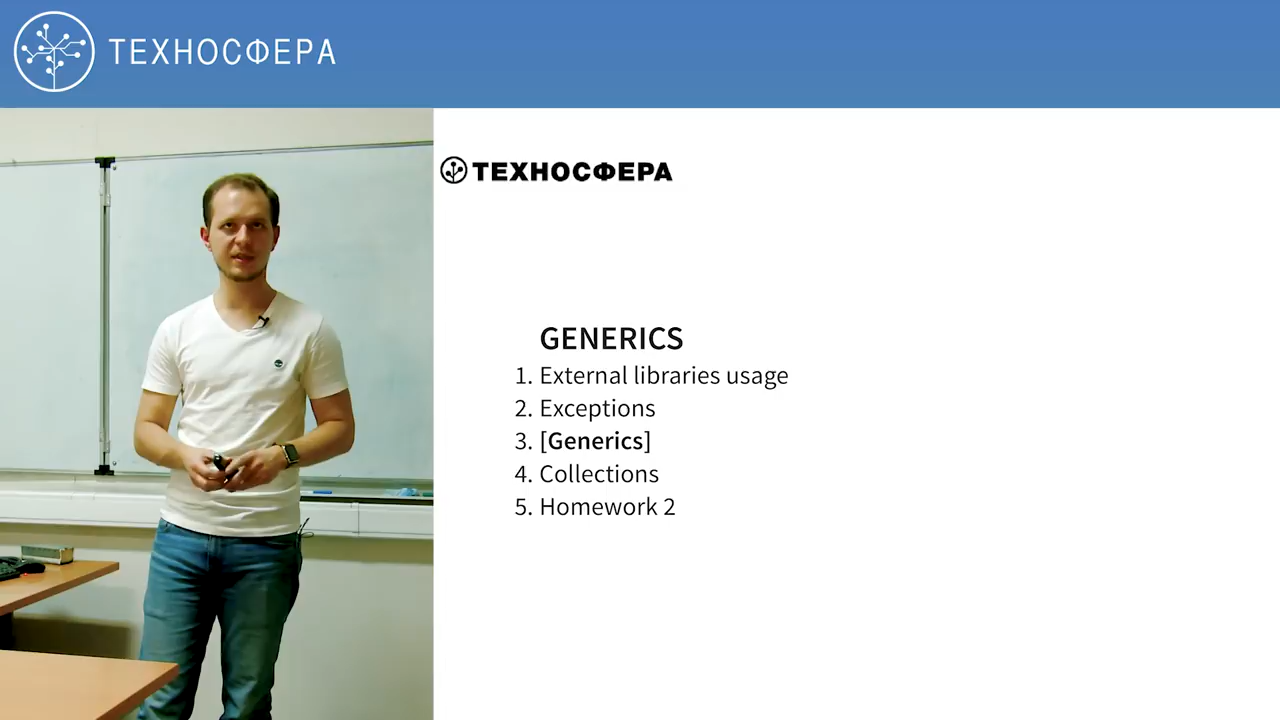 ТЕХНОСФЕРА
ТЕХНОСФЕРА
GENERICS
1. External libraries usage
2. Exceptions
3. [Generics]
4. Collections
5. Homework 2